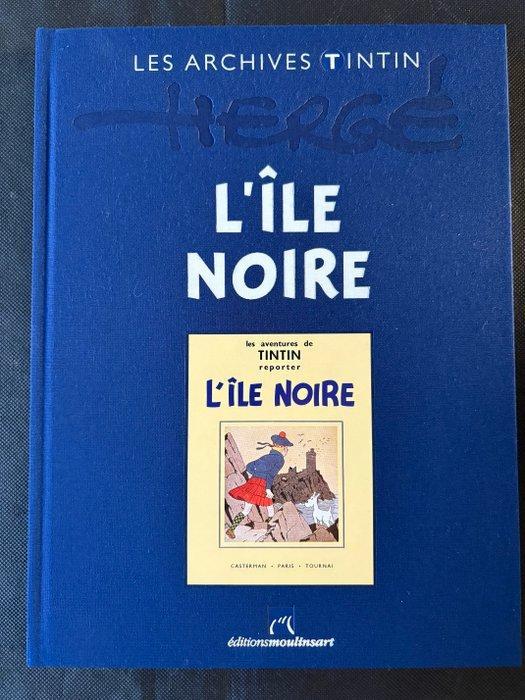 LES ARCHIVES TINTIN
HERGÉ
L'ÎLE
NOIRE
les aventures de
TINTIN
reporter
L'ÎLE NOIRE
CASTERMAN • PARIS • TOURNAI
éditionsmoulinsart